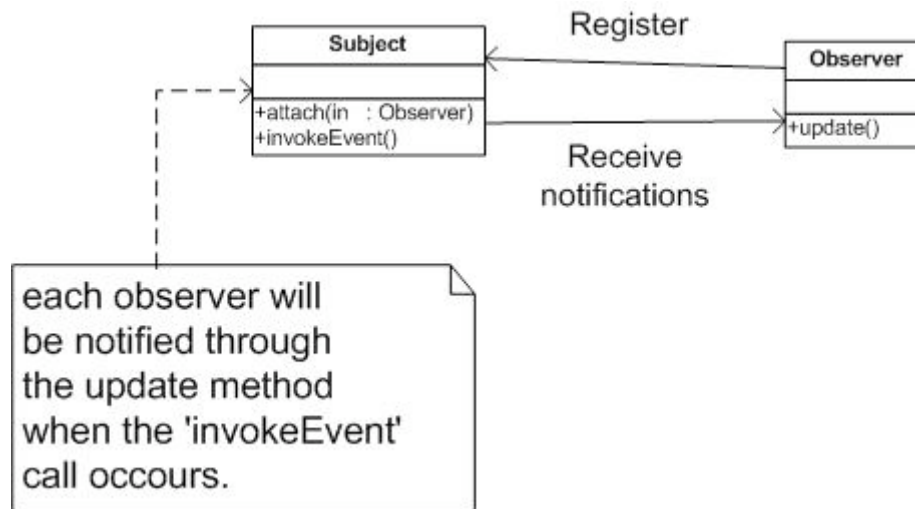 Subject
+attach(in : Observer)
+invokeEvent()
Register
Observer
+update()
Receive
notifications
each observer will
be notified through
the update method
when the 'invokeEvent'
call occours.